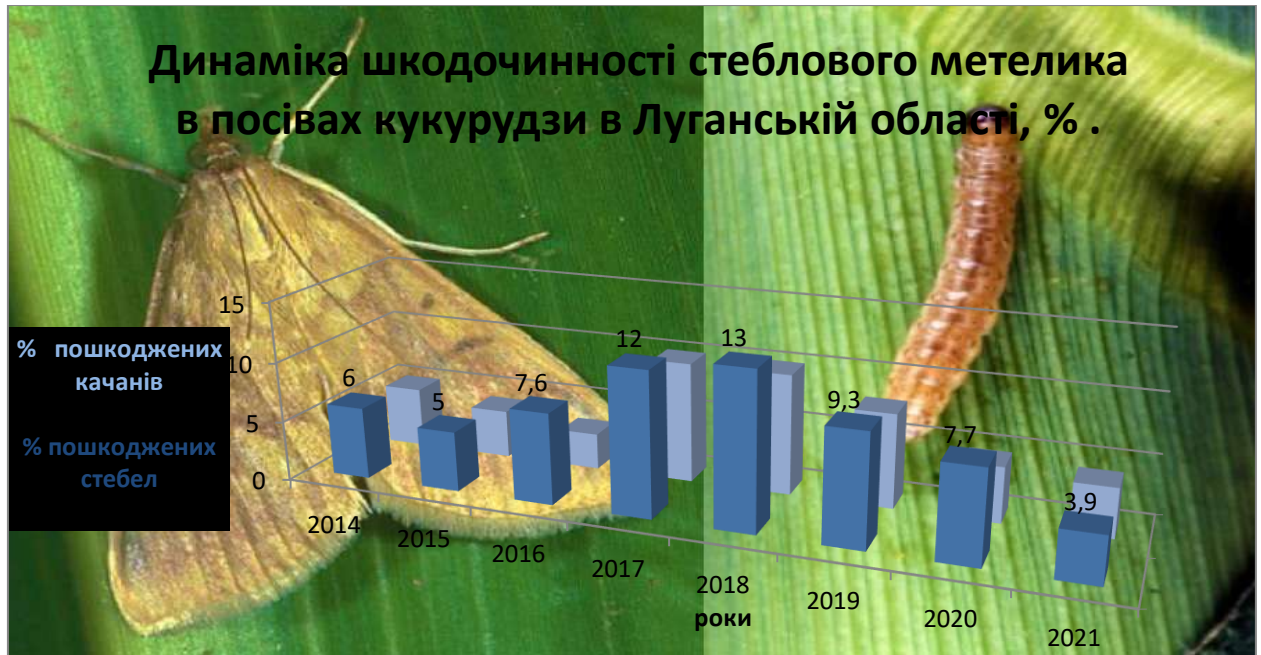 Динаміка шкодочинності стеблового метелика
в посівах кукурудзи в Луганській області, % .
15
10
5
0
% пошкоджених
качанів
% пошкоджених
стебел
6
5
7,6
12
13
9,3
7,7
3,9
2014
2015
2016
2017
2018
2019
2020
2021
роки